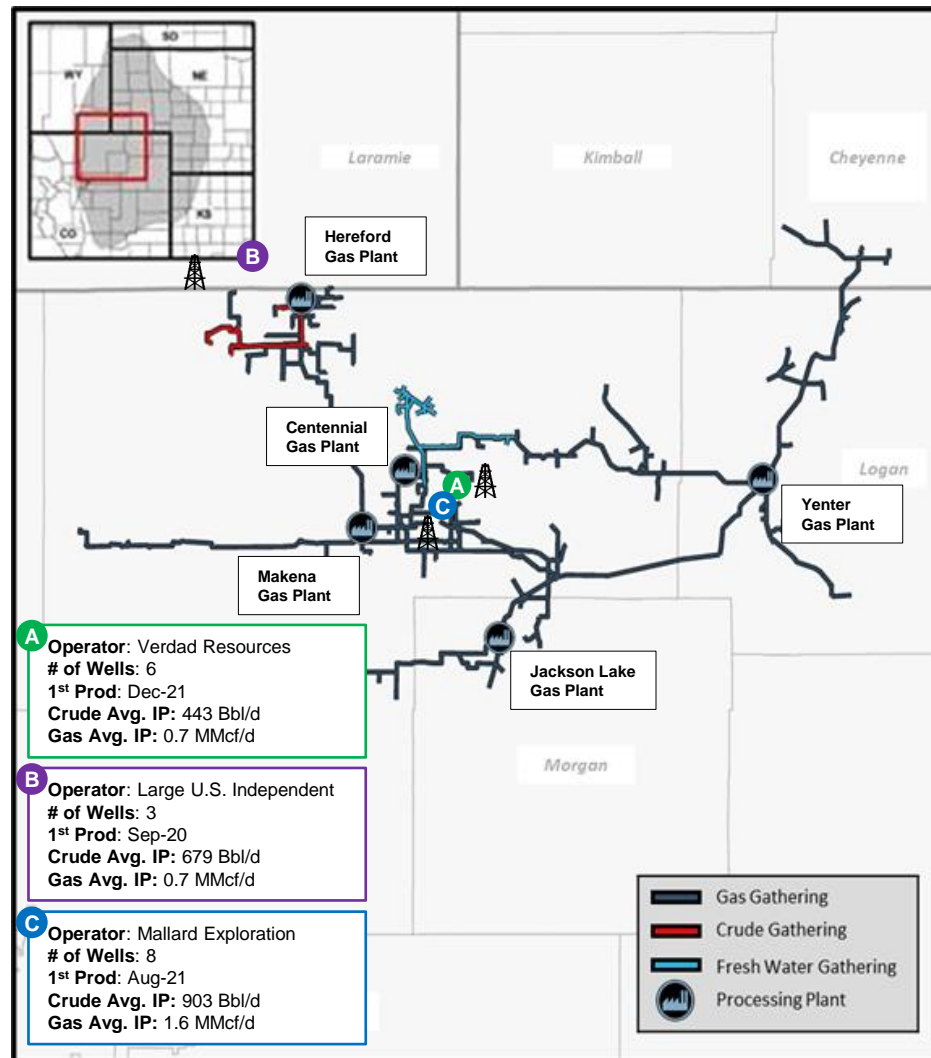 SD
WY
NE
CO
KS
Laramie
Kimball
Cheyenne
B
Hereford
Gas Plant
Centennial
Gas Plant
A
C
Logan
Yenter
Gas Plant
Makena
Gas Plant
Jackson Lake
Gas Plant
Morgan
A
Operator: Verdad Resources
# of Wells: 6
1st Prod: Dec-21
Crude Avg. IP: 443 Bbl/d
Gas Avg. IP: 0.7 MMcf/d
B
Operator: Large U.S. Independent
# of Wells: 3
1st Prod: Sep-20
Crude Avg. IP: 679 Bbl/d
Gas Avg. IP: 0.7 MMcf/d
C
Operator: Mallard Exploration
# of Wells: 8
1st Prod: Aug-21
Crude Avg. IP: 903 Bbl/d
Gas Avg. IP: 1.6 MMcf/d
Gas Gathering
Crude Gathering
Fresh Water Gathering
Processing Plant